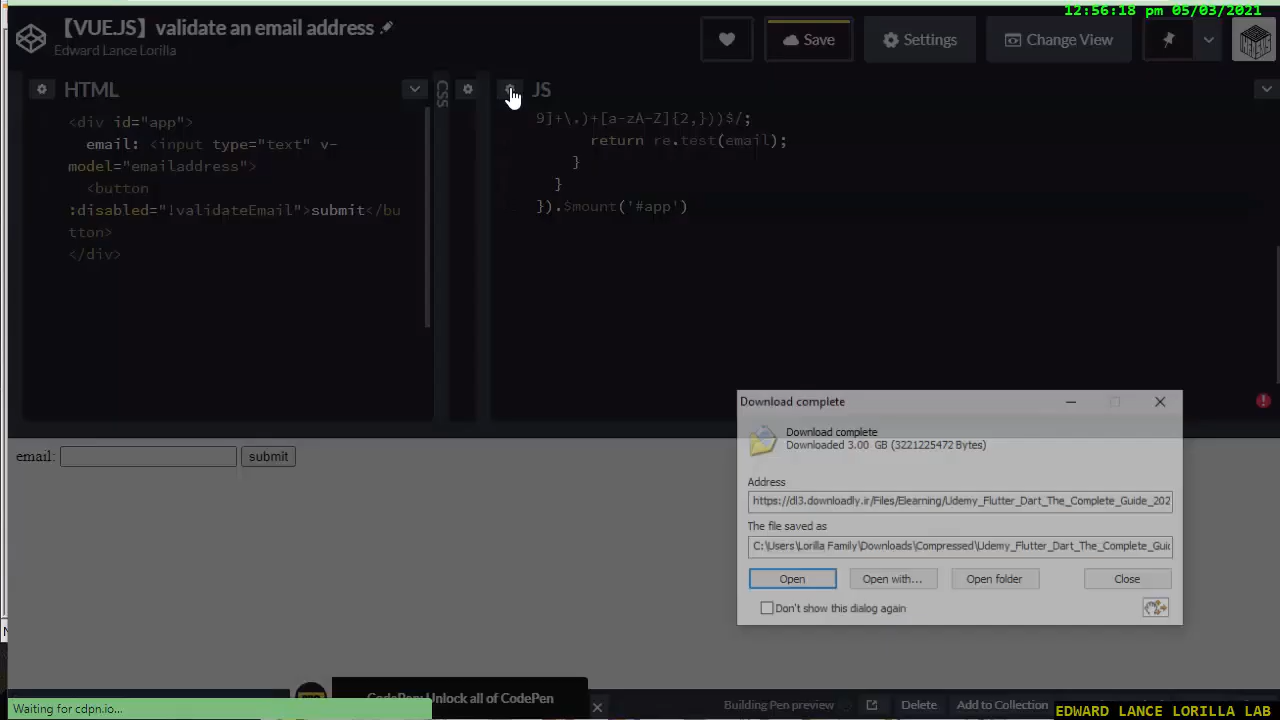 12:56:18 pm 05/03/2021
【VUEJS】validate an email address
Edward Lance Lorilla
Save
Settings
Change View
HTML
CSS
JS
<div id="app">
email: <input type="text" v-
model="emailaddress">
<button
:disabled="!validateEmail">submit</bu
tton>
</div>
9]+\.)+[a-zA-Z]{2,}))$/;
return re.test(email);
}
}
}).$mount('#app')
email:
submit
Download complete
Download complete
Downloaded 3.00 GB (3221225472 Bytes)
Address
https://dl3.downloadly.ir/Files/Elearning/Udemy_Flutter_Dart_The_Complete_Guide_202
The file saved as
C:\Users\Lorilla Family\Downloads\Compressed\Udemy_Flutter_Dart_The_Complete_Guid
Open
Open with...
Open folder
Close
Don't show this dialog again
CodePen: Unlock all of CodePen
Waiting for cdpn.io...
Building Pen preview
Delete
Add to Collection
EDWARD LANCE LORILLA LAB